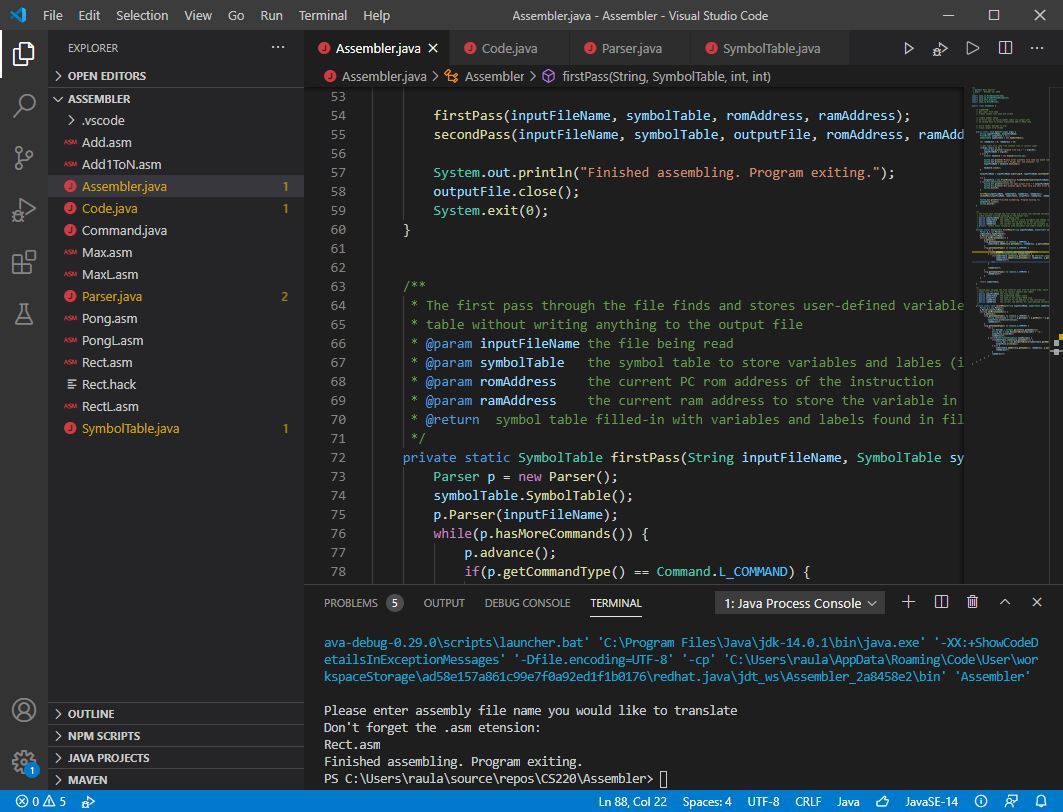 File Edit Selection View Go Run Terminal Help Assembler.java - Assembler - Visual Studio Code
EXPLORER
OPEN EDITORS
ASSEMBLER
.vscode
ASM Add.asm
ASM Add1ToN.asm
J Assembler.java 1
J Code.java 1
J Command.java
ASM Max.asm
ASM MaxL.asm
J Parser.java 2
ASM Pong.asm
ASM PongL.asm
ASM Rect.asm
Rect.hack
ASM RectL.asm
J SymbolTable.java 1
OUTLINE
NPM SCRIPTS
JAVA PROJECTS
MAVEN
J Assembler.java J Code.java J Parser.java J SymbolTable.java
J Assembler.java > Assembler > firstPass(String, SymbolTable, int, int)
53
54 firstPass(inputFileName, symbolTable, romAddress, ramAddress);
55 secondPass(inputFileName, symbolTable, outputFile, romAddress, ramAdd
56
57 System.out.println("Finished assembling. Program exiting.");
58 outputFile.close();
59 System.exit(0);
60 }
61
62
63 /**
64 * The first pass through the file finds and stores user-defined variable
65 * table without writing anything to the output file
66 * @param inputFileName the file being read
67 * @param symbolTable the symbol table to store variables and lables (i
68 * @param romAddress the current PC rom address of the instruction
69 * @param ramAddress the current ram address to store the variable in
70 * @return symbol table filled-in with variables and labels found in fil
71 */
72 private static SymbolTable firstPass(String inputFileName, SymbolTable sy
73 Parser p = new Parser();
74 symbolTable.SymbolTable();
75 p.Parser(inputFileName);
76 while(p.hasMoreCommands()) {
77 p.advance();
78 if(p.getCommandType() == Command.L_COMMAND) {
PROBLEMS 5 OUTPUT DEBUG CONSOLE TERMINAL 1: Java Process Console
ava-debug-0.29.0\scripts\launcher.bat' 'C:\Program Files\Java\jdk-14.0.1\bin\java.exe' '-XX:+ShowCodeD
etailsInExceptionMessages' '-Dfile.encoding=UTF-8' '-cp' 'C:\Users\raula\AppData\Roaming\Code\User\wor
kspaceStorage\ad58e157a861c99e7f0a92ed1f1b0176\redhat.java\jdt_ws\Assembler_2a8458e2\bin' 'Assembler'
Please enter assembly file name you would like to translate
Don't forget the .asm etension:
Rect.asm
Finished assembling. Program exiting.
PS C:\Users\raula\source\repos\CS220\Assembler>
1
0 5 Ln 88, Col 22 Spaces: 4 UTF-8 CRLF Java JavaSE-14